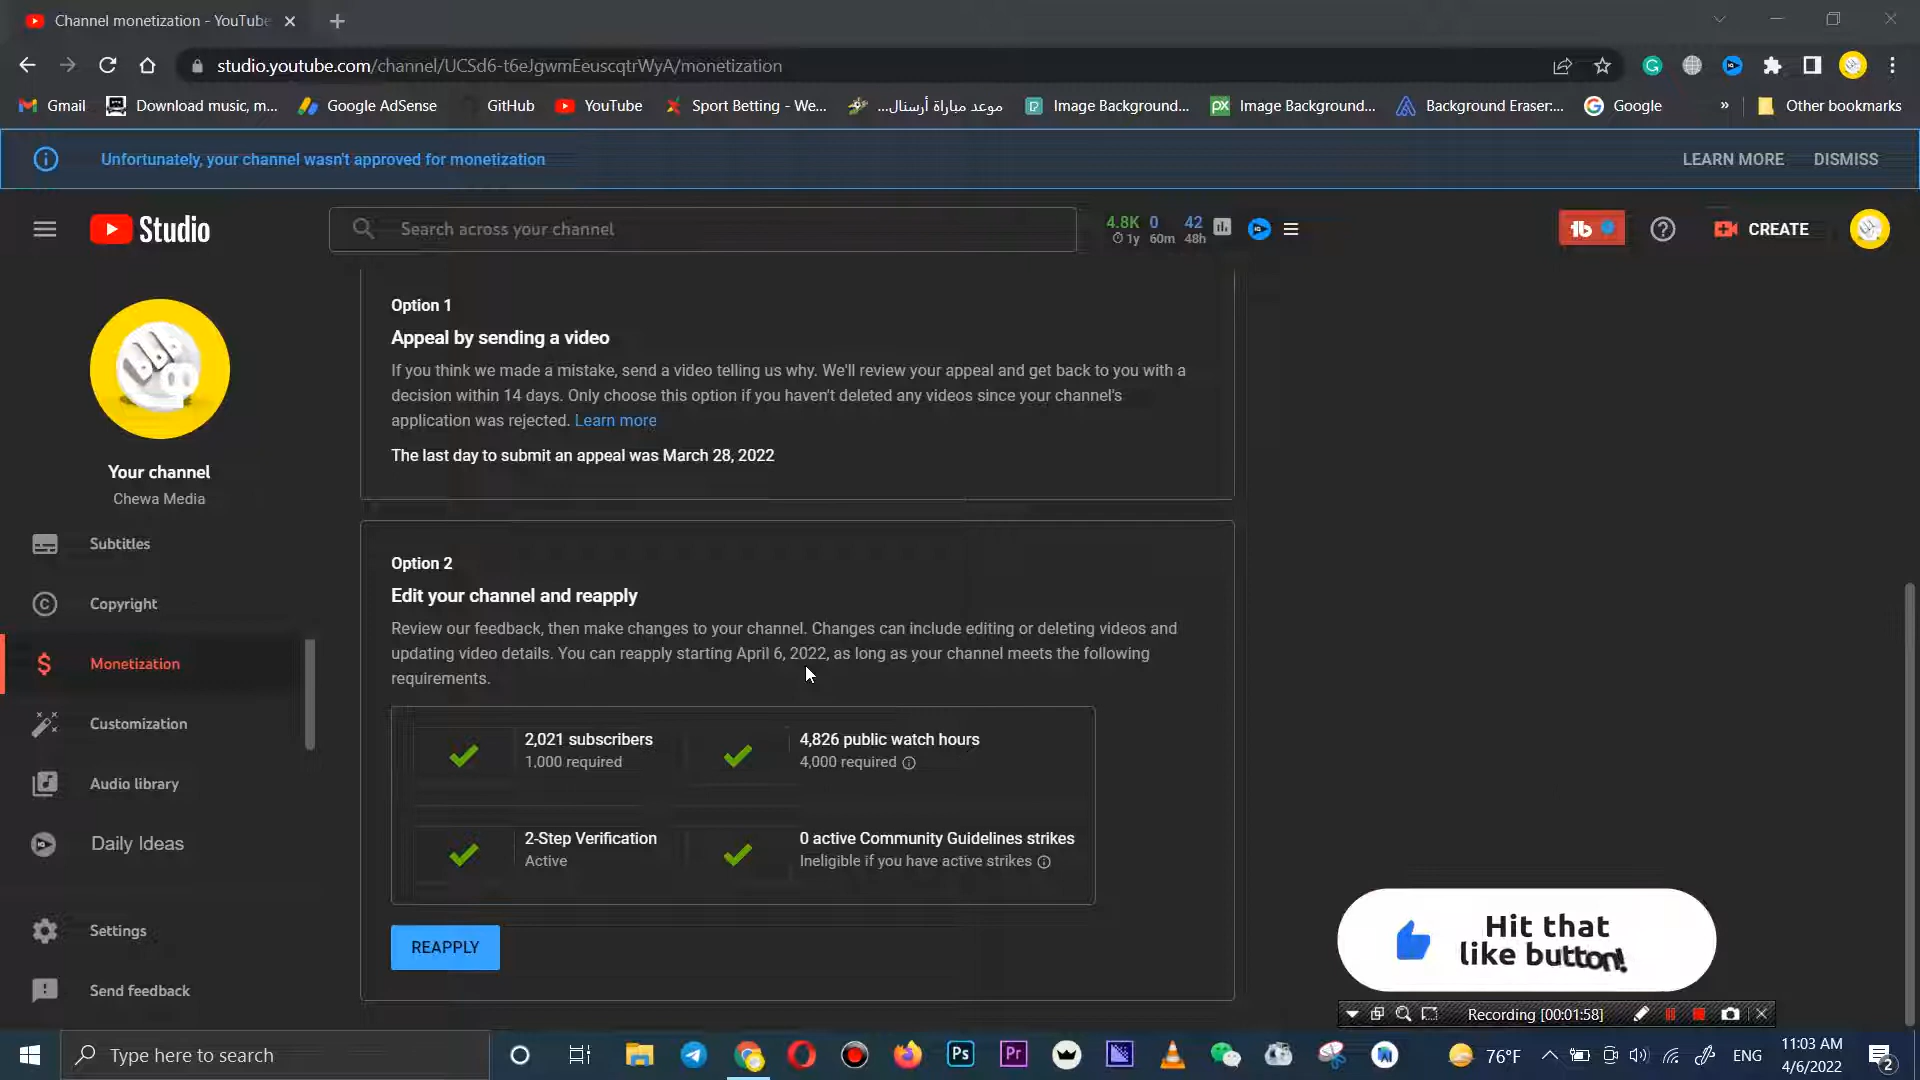 Channel monetization - YouTube
studio.youtube.com/channel/UCSd6-t6eJgwmEeuscqtrWyA/monetization
Gmail
Download music, m...
Google AdSense
GitHub
YouTube
Sport Betting - We...
موعد مباراة أرسنال...
Image Background...
px
Image Background...
Background Eraser:...
Google
»
Other bookmarks
Unfortunately, your channel wasn't approved for monetization
LEARN MORE
DISMISS
Studio
Search across your channel
4.8K 0 42
1y 60m 48h
CREATE
Your channel
Chewa Media
Subtitles
Copyright
Monetization
Customization
Audio library
Daily Ideas
Settings
Send feedback
Option 1
Appeal by sending a video
If you think we made a mistake, send a video telling us why. We'll review your appeal and get back to you with a
decision within 14 days. Only choose this option if you haven't deleted any videos since your channel's
application was rejected. Learn more
The last day to submit an appeal was March 28, 2022
Option 2
Edit your channel and reapply
Review our feedback, then make changes to your channel. Changes can include editing or deleting videos and
updating video details. You can reapply starting April 6, 2022, as long as your channel meets the following
requirements.
2,021 subscribers
1,000 required
4,826 public watch hours
4,000 required
2-Step Verification
Active
0 active Community Guidelines strikes
Ineligible if you have active strikes
REAPPLY
Hit that
like button!
Recording [00:01:58]
Type here to search
Ps
Pr
76°F
ENG
11:03 AM
4/6/2022
2